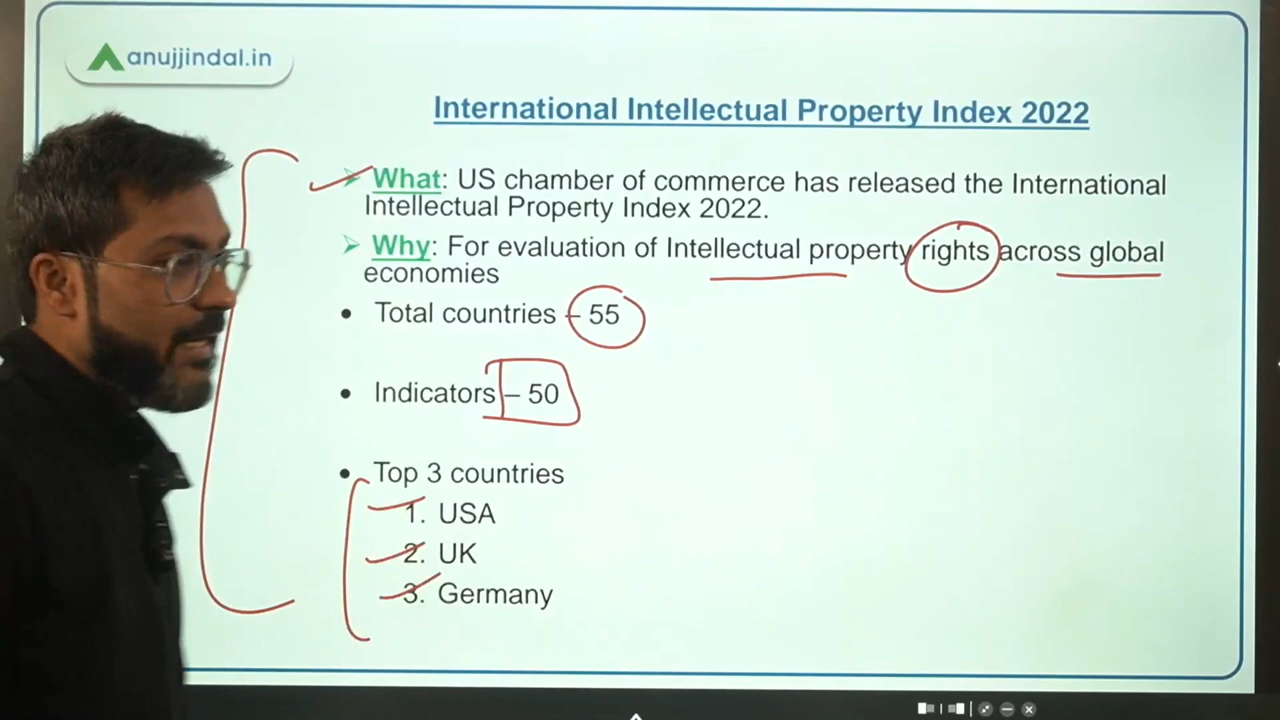 anujjindal.in
International Intellectual Property Index 2022
What: US chamber of commerce has released the International
Intellectual Property Index 2022.
Why: For evaluation of Intellectual property rights across global
economies
Total countries – 55
Indicators – 50
Top 3 countries
1. USA
2. UK
3. Germany